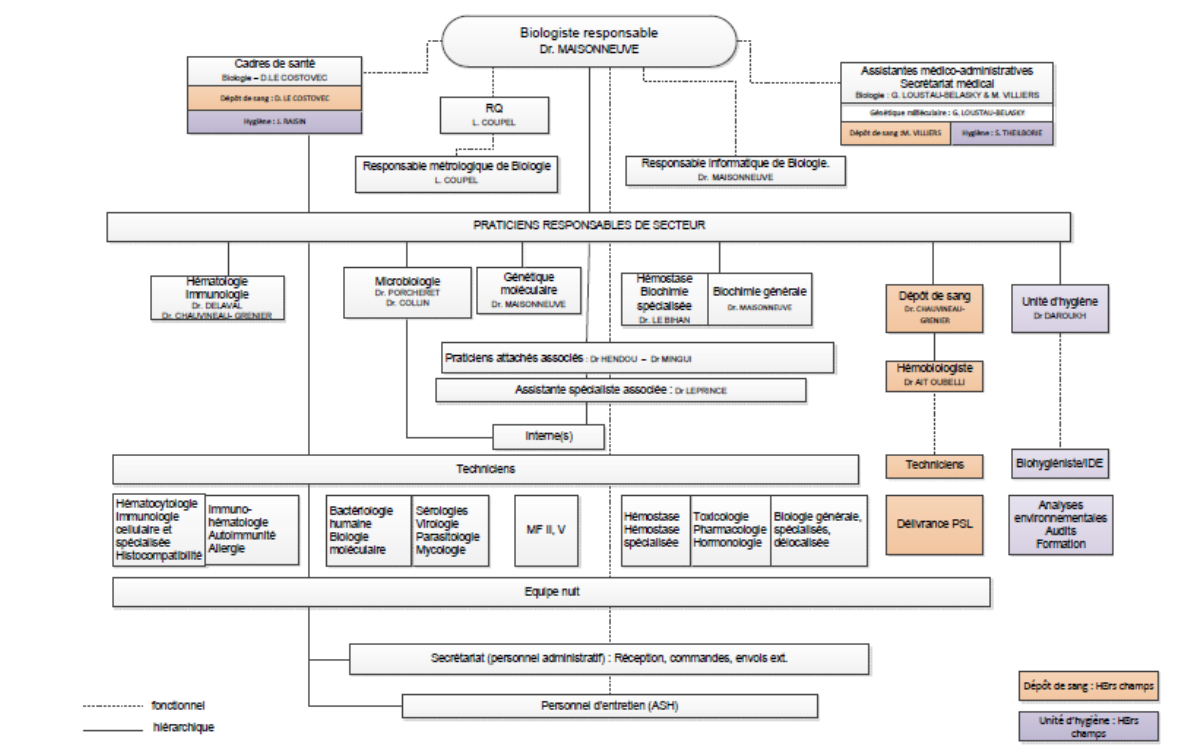 Biologiste responsable
Dr. MAISONNEUVE
Cadres de santé
Biologie – D.LE COSTOVEC
Dépôt de sang : D. LE COSTOVEC
Hygiène : J. RAISIN
Assistantes médico-administratives
Secrétariat médical
Biologie : G. LOUSTAU-BELASKY & M. VILLIERS
Génétique moléculaire : G. LOUSTAU-BELASKY
Dépôt de sang :M. VILLIERS
Hygiène : S. THEILBORIE
RQ
L. COUPEL
Responsable métrologique de Biologie
L. COUPEL
Responsable informatique de Biologie.
Dr. MAISONNEUVE
PRATICIENS RESPONSABLES DE SECTEUR
Hématologie
Immunologie
Dr. DELAVAL
Dr. CHAUVINEAU- GRENIER
Microbiologie
Dr. PORCHERET
Dr. COLLIN
Génétique
moléculaire
Dr. MAISONNEUVE
Hémostase
Biochimie
spécialisée
Dr. LE BIHAN
Biochimie générale
Dr. MAISONNEUVE
Dépôt de sang
Dr. CHAUVINEAU-
GRENIER
Unité d'hygiène
Dr DAROUKH
Praticiens attachés associés : Dr HENDOU – Dr MINGUI
Assistante spécialiste associée : Dr LEPRINCE
Hémobiologiste
Dr AIT OUBELLI
Interne(s)
Techniciens
Techniciens
Biohygiéniste/IDE
Hématocytologie
Immunologie
cellulaire et
spécialisée
Histocompatibilité
Immuno-
hématologie
Autoimmunité
Allergie
Bactériologie
humaine
Biologie
moléculaire
Sérologies
Virologie
Parasitologie
Mycologie
MF II, V
Hémostase
Hémostase
spécialisée
Toxicologie
Pharmacologie
Hormonologie
Biologie générale,
spécialisés,
délocalisée
Délivrance PSL
Analyses
environnementales
Audits
Formation
Equipe nuit
Secrétariat (personnel administratif) : Réception, commandes, envois ext.
Personnel d'entretien (ASH)
fonctionnel
hiérarchique
Dépôt de sang : HErs champs
Unité d'hygiène : HErs
champs